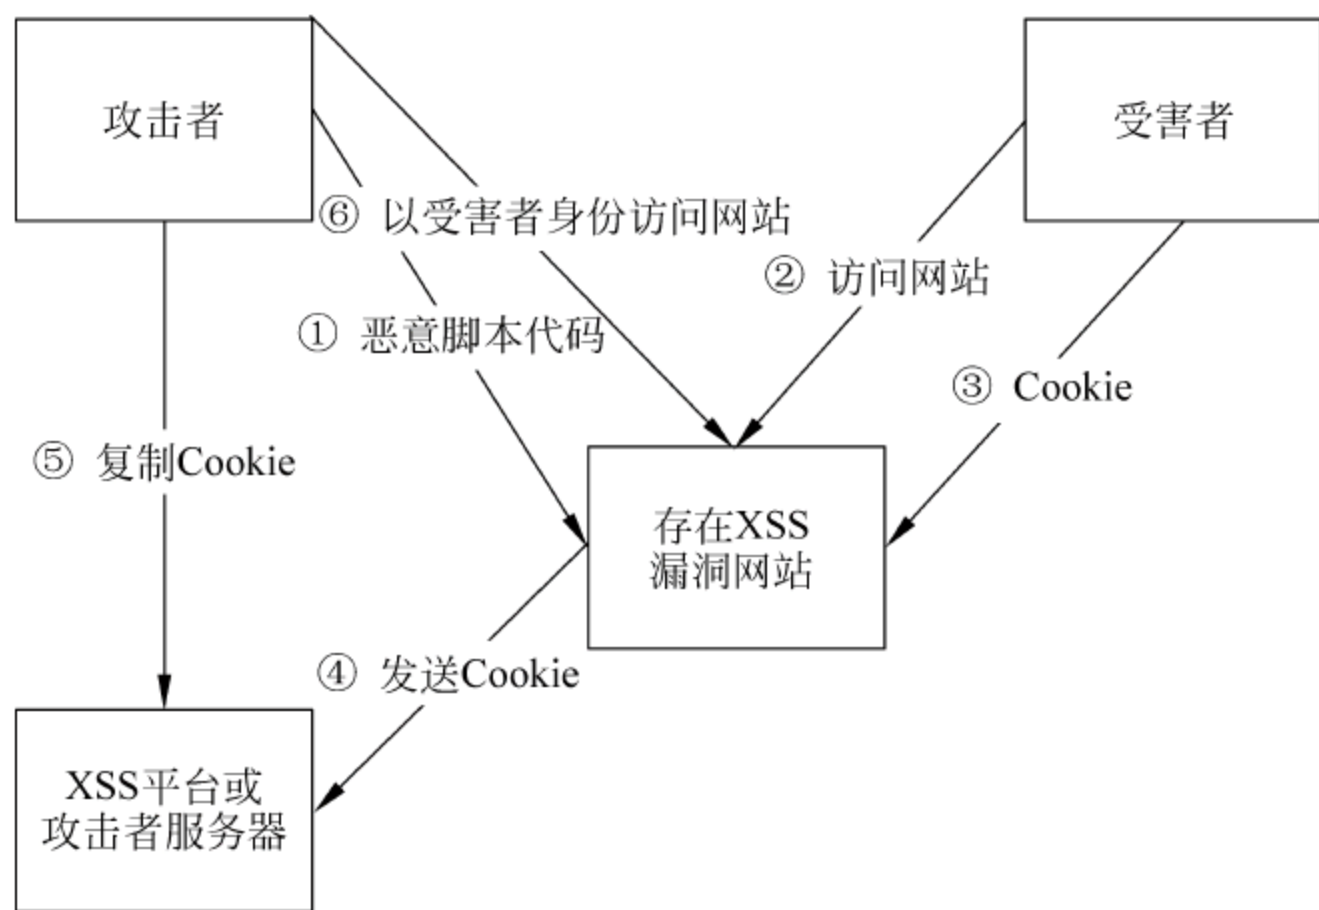 攻击者
受害者
⑥ 以受害者身份访问网站
② 访问网站
① 恶意脚本代码
③ Cookie
⑤ 复制Cookie
存在XSS
漏洞网站
④ 发送Cookie
XSS平台或
攻击者服务器